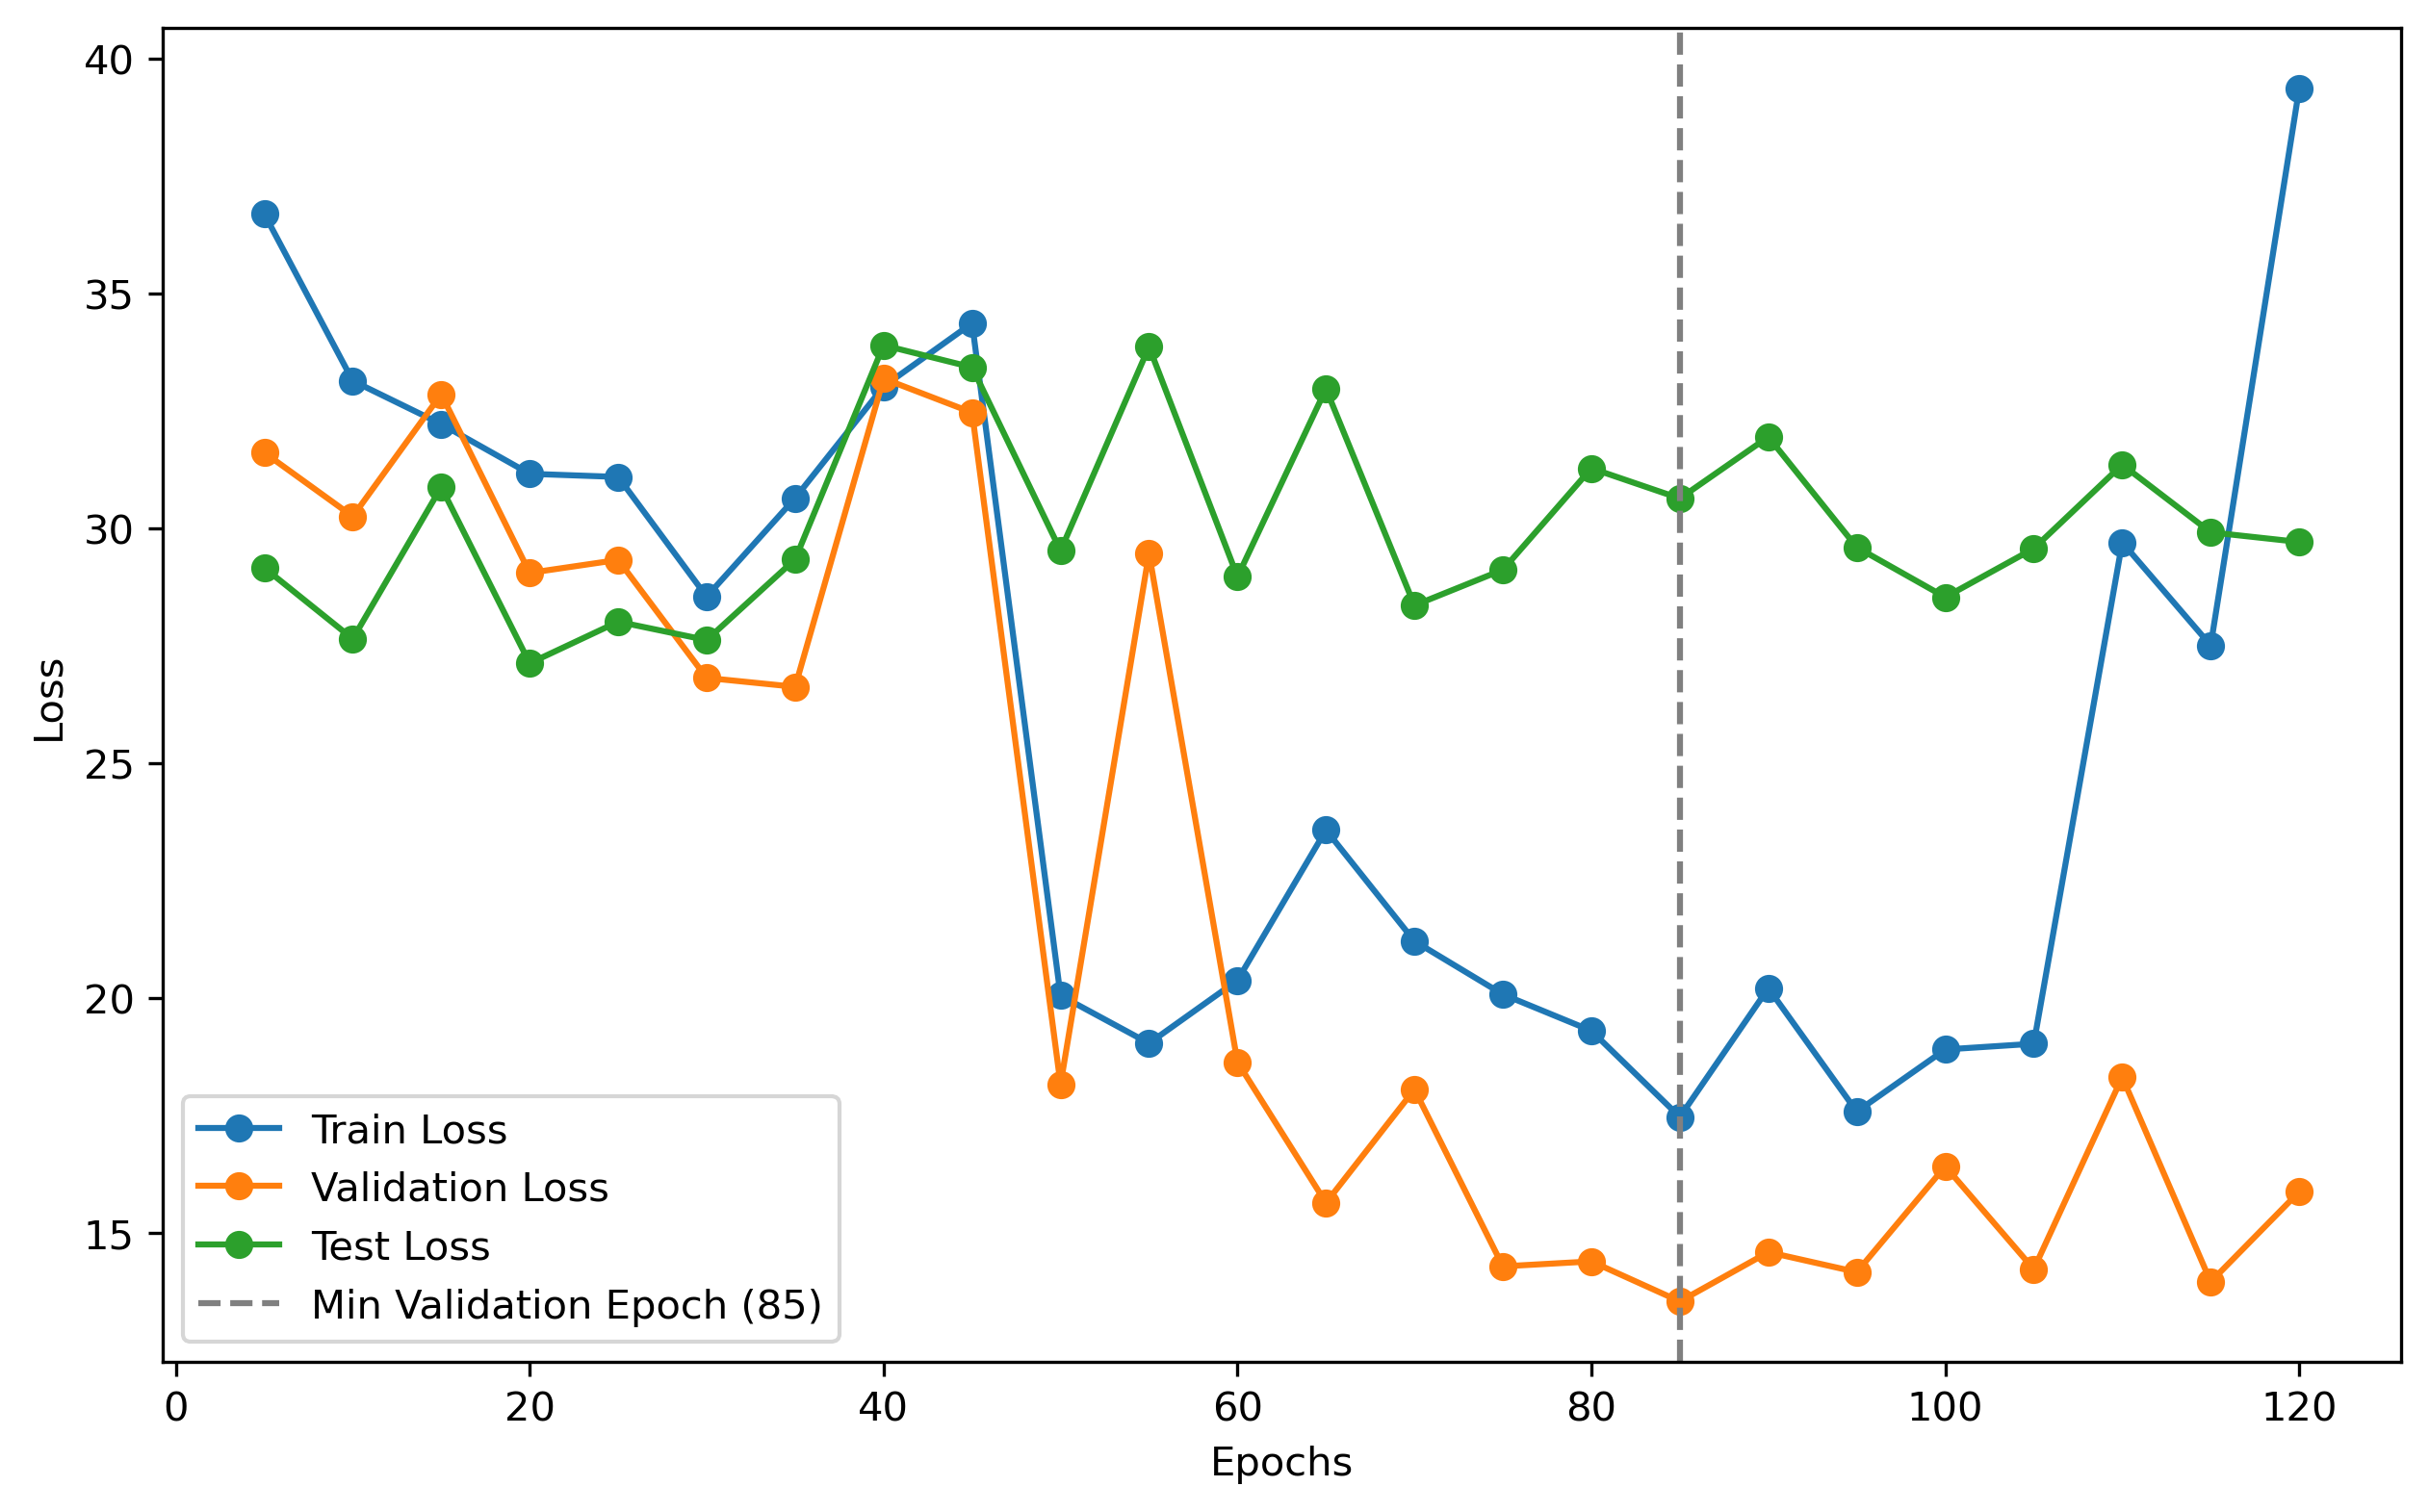 40
35
30
25
20
15
Loss
Train Loss
Validation Loss
Test Loss
Min Validation Epoch (85)
0 20 40 60 80 100 120
Epochs